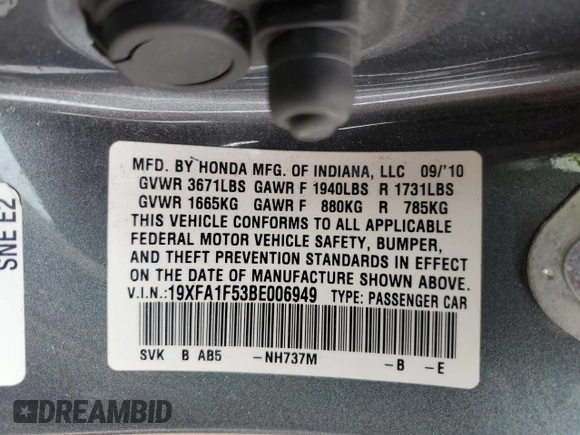 MFD. BY HONDA MFG. OF INDIANA, LLC 09/'10
GVWR 3671LBS GAWR F 1940LBS R 1731LBS
GVWR 1665KG GAWR F 880KG R 785KG
THIS VEHICLE CONFORMS TO ALL APPLICABLE
FEDERAL MOTOR VEHICLE SAFETY, BUMPER,
AND THEFT PREVENTION STANDARDS IN EFFECT
ON THE DATE OF MANUFACTURE SHOWN ABOVE.
V.I.N.: 19XFA1F53BE006949 TYPE: PASSENGER CAR
SVK B AB5 -NH737M -B -E
SNE E2
DREAMBID